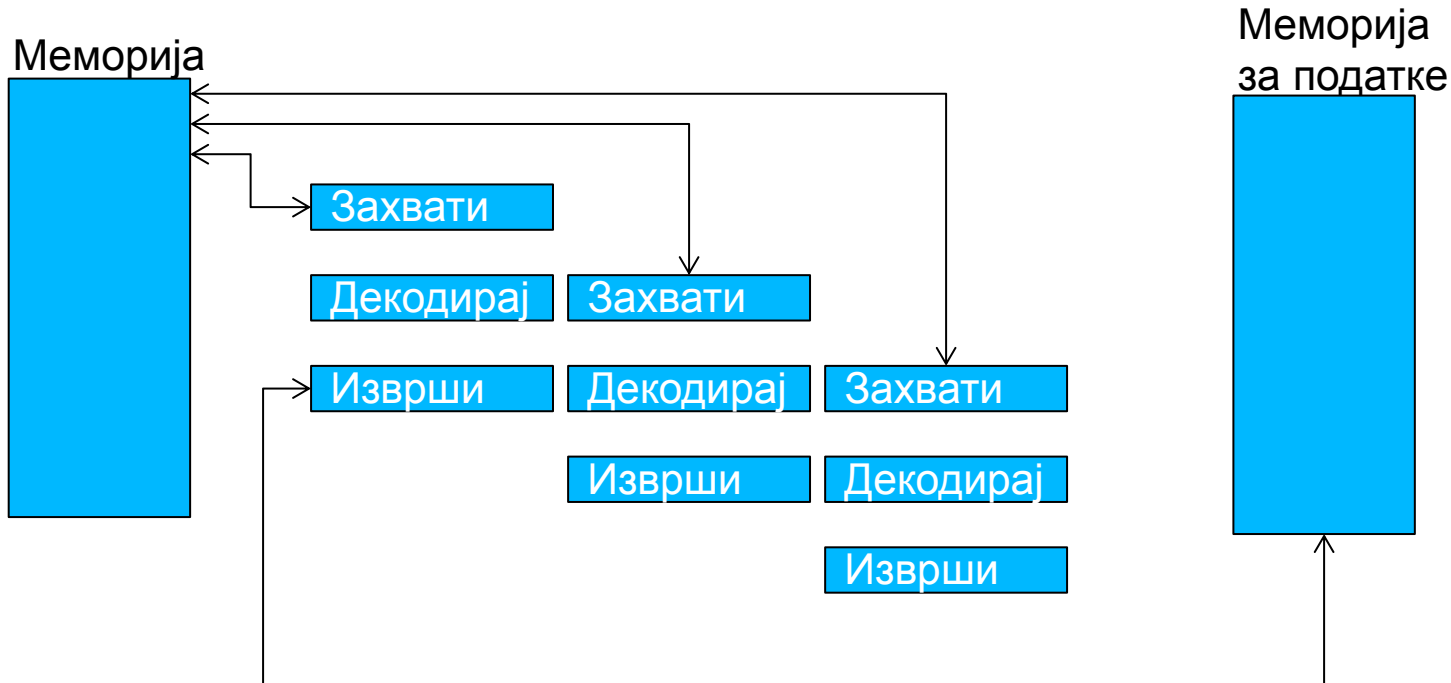 Меморија
Меморија
за податке
Захвати
Декодирај
Захвати
Изврши
Декодирај
Захвати
Изврши
Декодирај
Изврши